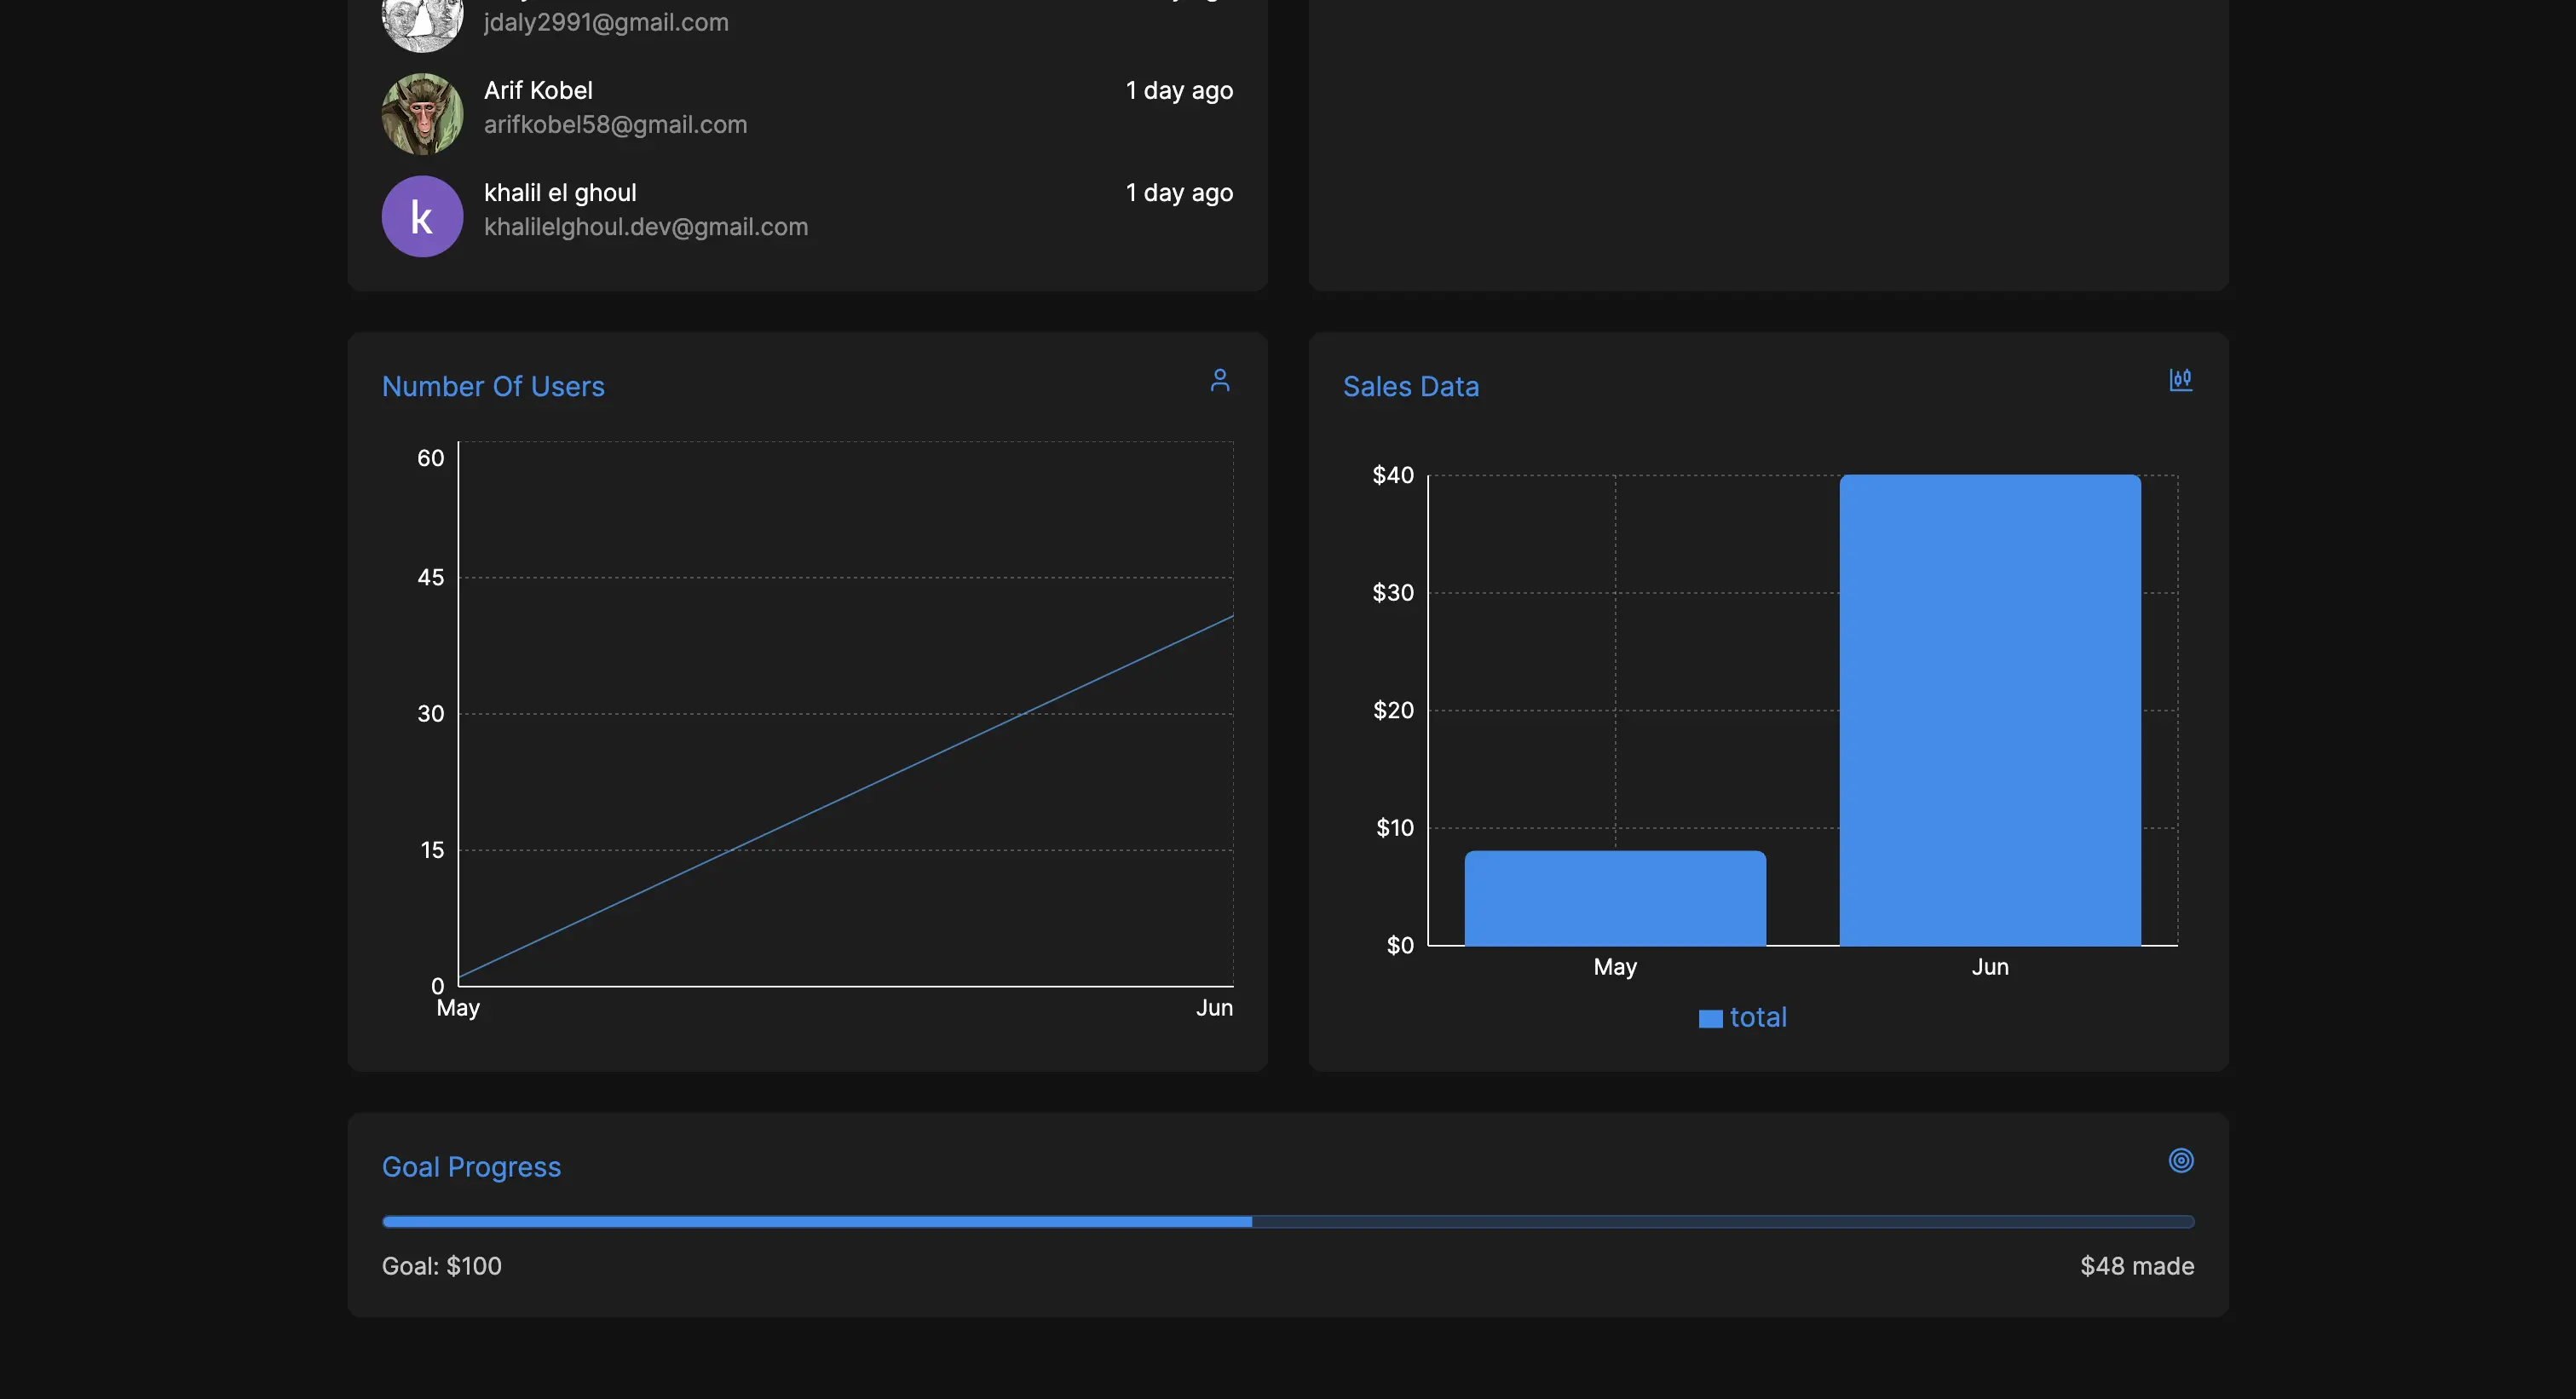 jdaly2991@gmail.com
Arif Kobel
1 day ago
arifkobel58@gmail.com
k
khalil el ghoul
1 day ago
khalilelghoul.dev@gmail.com
Number Of Users
60
45
30
15
0
May
Jun
Sales Data
$40
$30
$20
$10
$0
May
Jun
total
Goal Progress
Goal: $100
$48 made